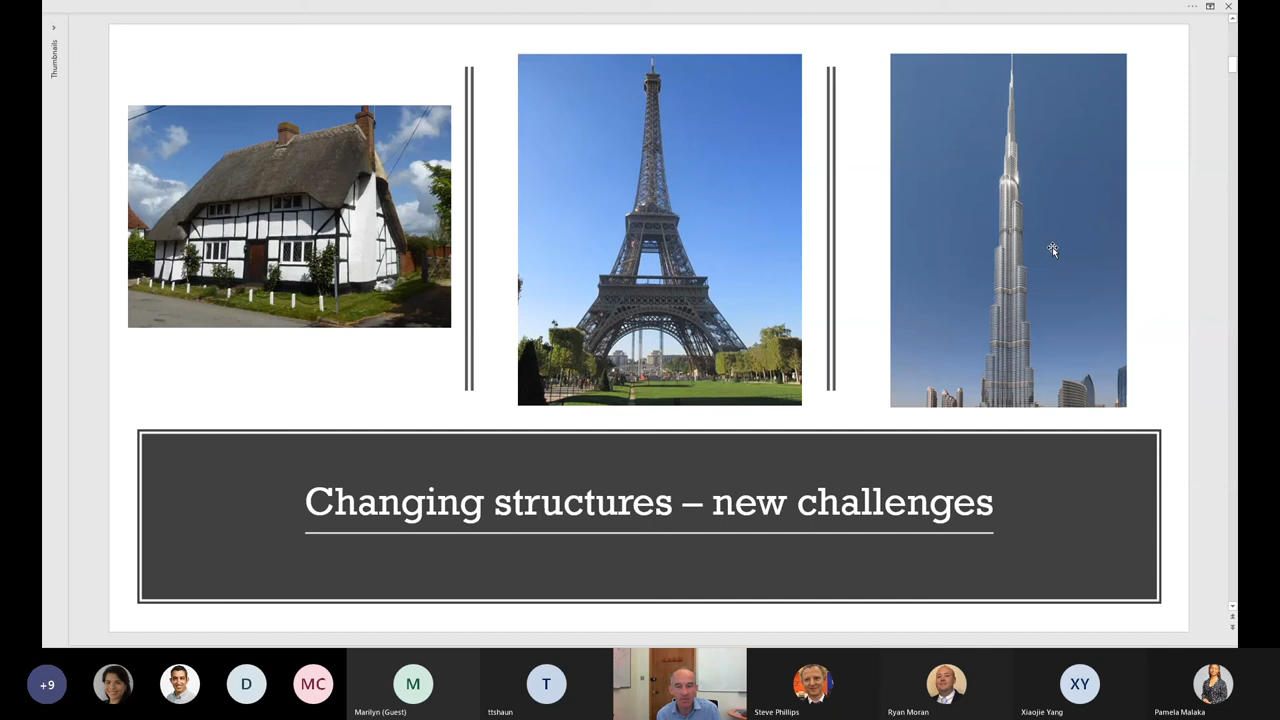 Thumbnails
Changing structures – new challenges
+9
D
MC
M
Marilyn (Guest)
T
ttshaun
Steve Phillips
Ryan Moran
XY
Xiaojie Yang
Pamela Malaka